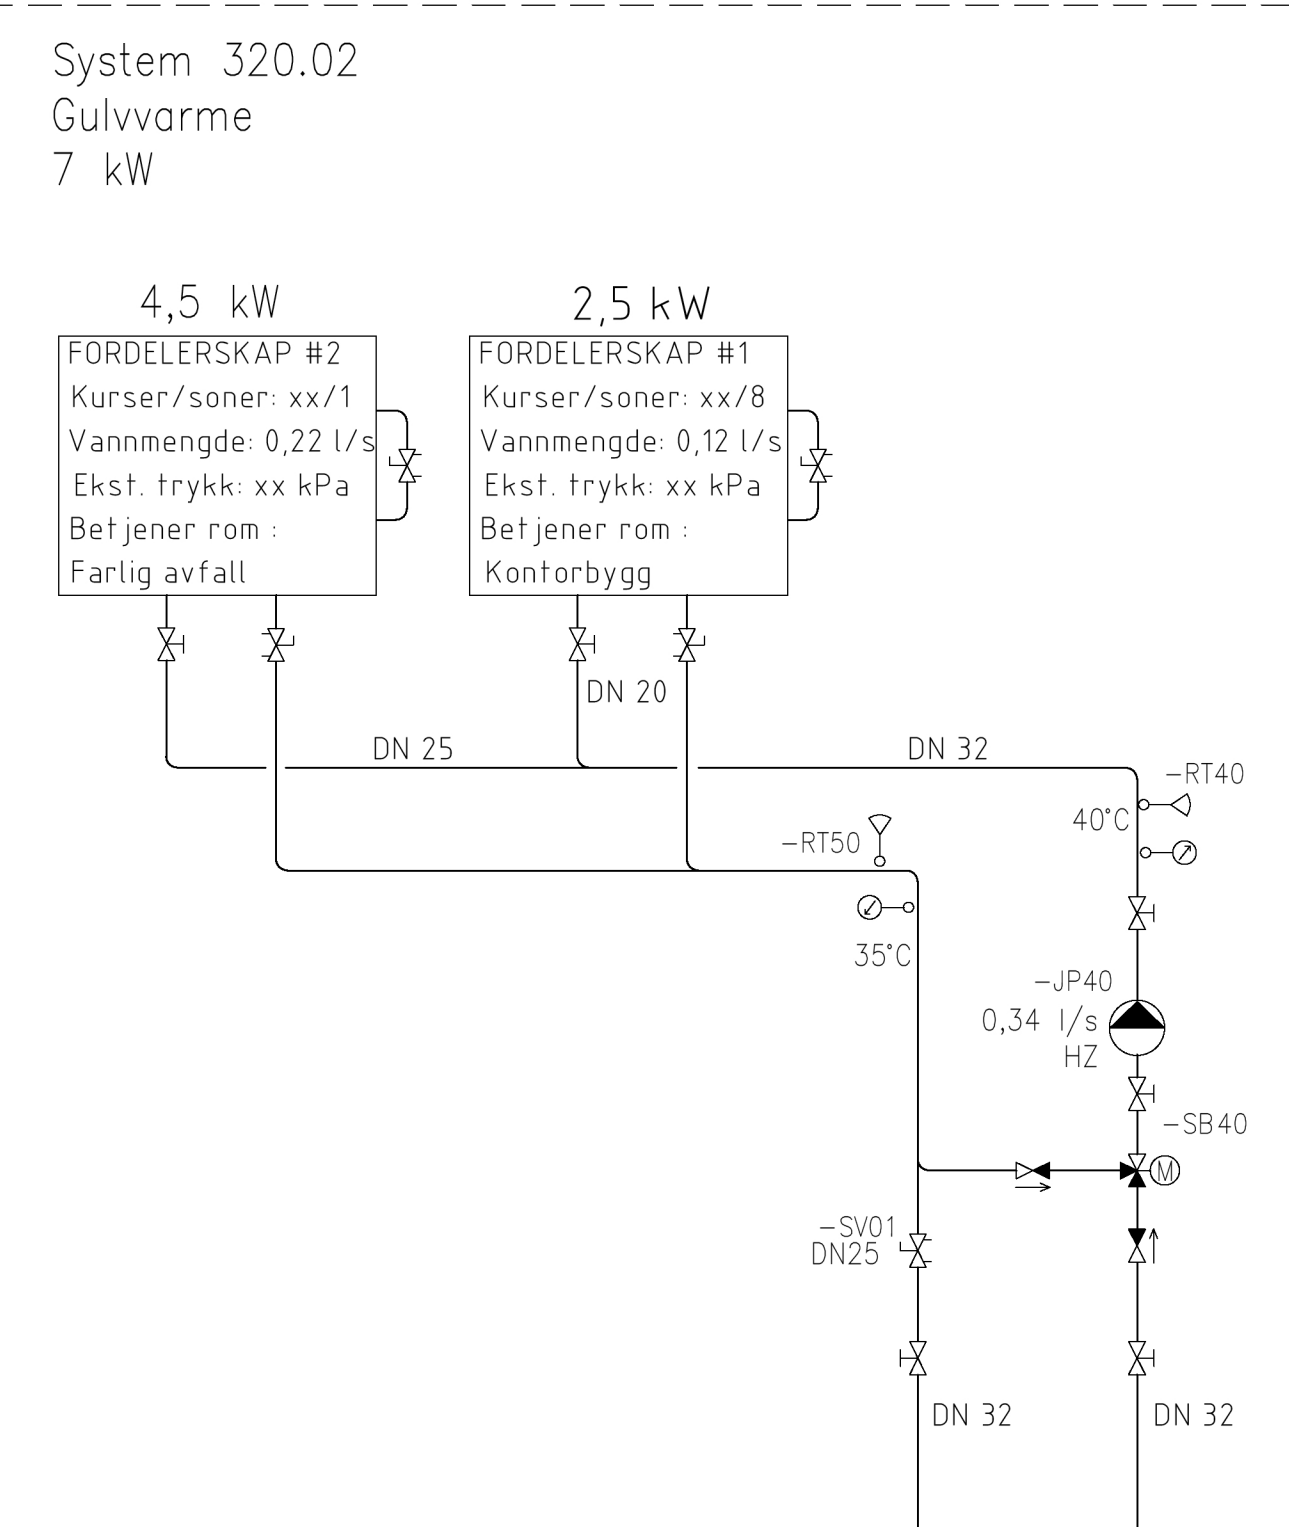 System 320.02
Gulvvarme
7 kW
4,5 kW
FORDELERSKAP #2
Kurser/soner: xx/1
Vannmengde: 0,22 l/s
Ekst. trykk: xx kPa
Betjener rom :
Farlig avfall
2,5 kW
FORDELERSKAP #1
Kurser/soner: xx/8
Vannmengde: 0,12 l/s
Ekst. trykk: xx kPa
Betjener rom :
Kontorbygg
DN 20
DN 25
DN 32
-RT40
40°C
-RT50
35°C
-JP40
0,34 l/s
HZ
-SB40
M
-SV01
DN25
DN 32
DN 32